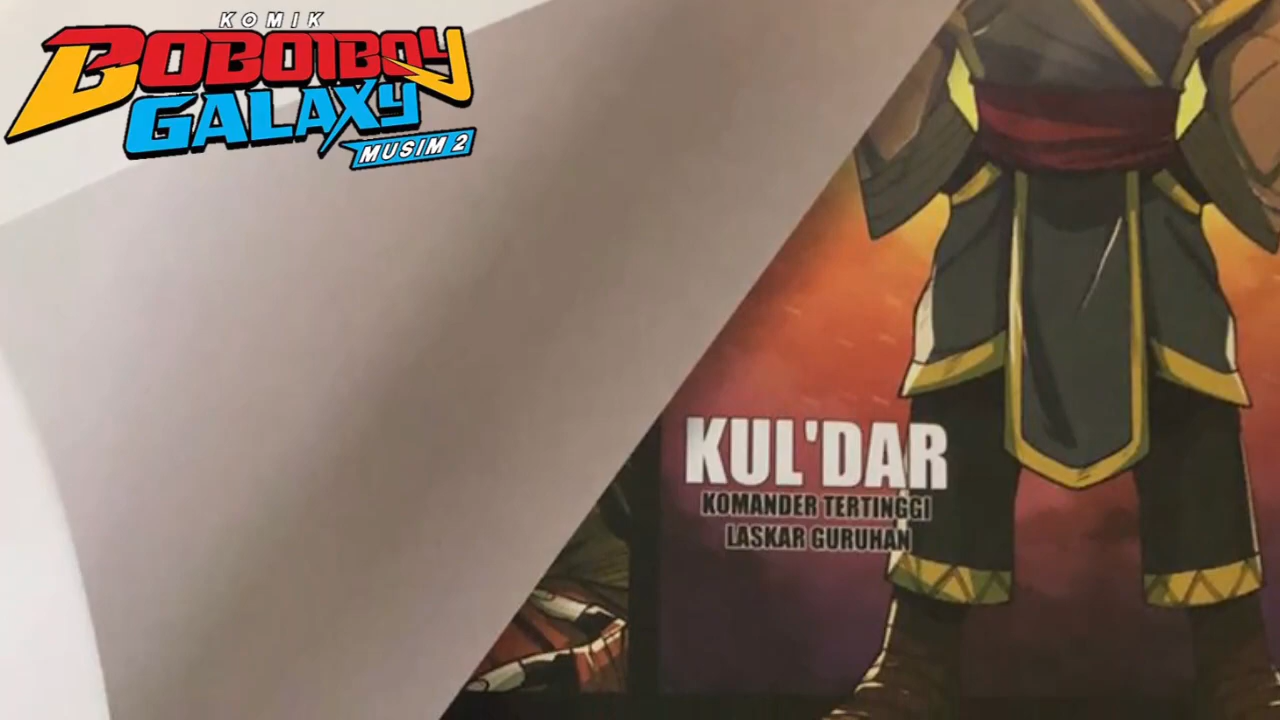 KOMIK
BOBOIBOY
GALAXY
MUSIM 2
KUL'DAR
KOMANDER TERTINGGI
LASKAR GURUHAN